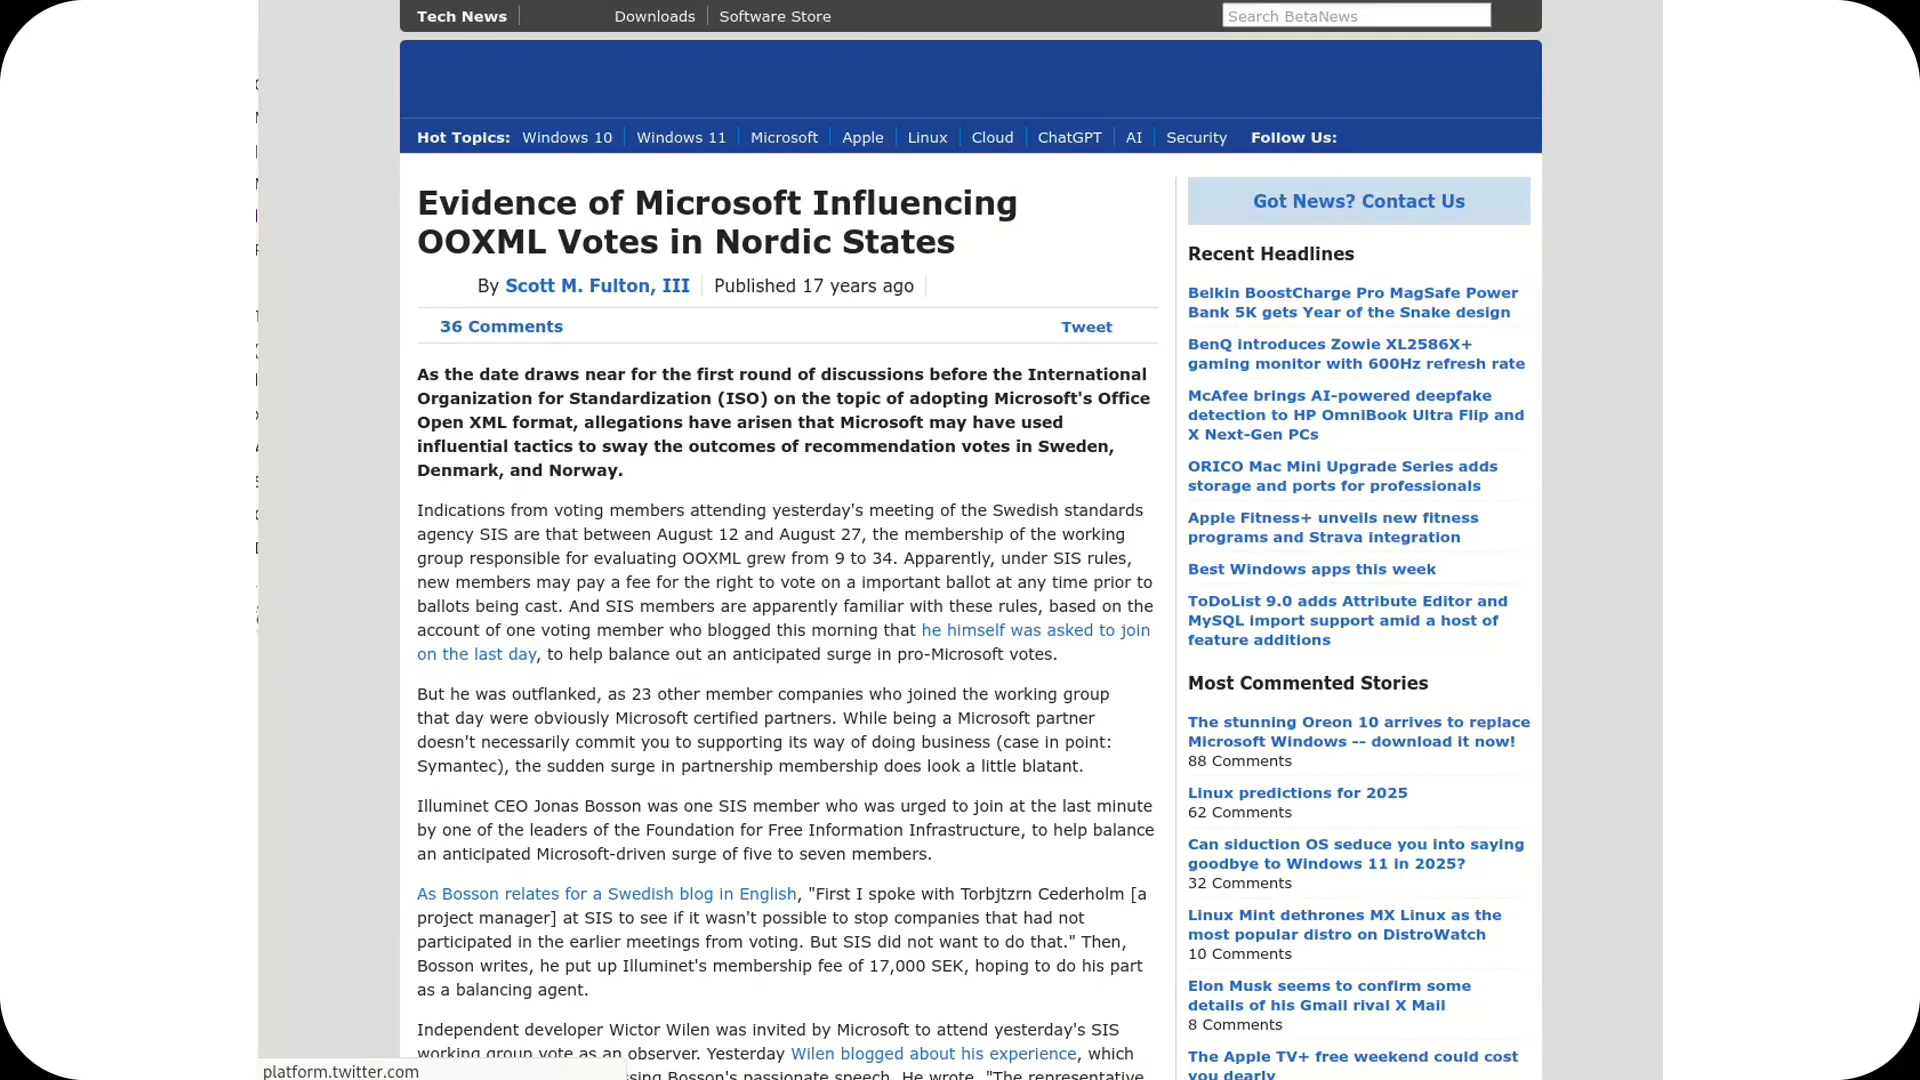 Tech News
Downloads
Software Store
Search BetaNews
Hot Topics: Windows 10 Windows 11 Microsoft Apple Linux Cloud ChatGPT AI Security Follow Us:
Evidence of Microsoft Influencing
OOXML Votes in Nordic States
By Scott M. Fulton, III Published 17 years ago
36 Comments
Tweet
As the date draws near for the first round of discussions before the International
Organization for Standardization (ISO) on the topic of adopting Microsoft's Office
Open XML format, allegations have arisen that Microsoft may have used
influential tactics to sway the outcomes of recommendation votes in Sweden,
Denmark, and Norway.
Indications from voting members attending yesterday's meeting of the Swedish standards
agency SIS are that between August 12 and August 27, the membership of the working
group responsible for evaluating OOXML grew from 9 to 34. Apparently, under SIS rules,
new members may pay a fee for the right to vote on a important ballot at any time prior to
ballots being cast. And SIS members are apparently familiar with these rules, based on the
account of one voting member who blogged this morning that he himself was asked to join
on the last day, to help balance out an anticipated surge in pro-Microsoft votes.
But he was outflanked, as 23 other member companies who joined the working group
that day were obviously Microsoft certified partners. While being a Microsoft partner
doesn't necessarily commit you to supporting its way of doing business (case in point:
Symantec), the sudden surge in partnership membership does look a little blatant.
Illuminet CEO Jonas Bosson was one SIS member who was urged to join at the last minute
by one of the leaders of the Foundation for Free Information Infrastructure, to help balance
an anticipated Microsoft-driven surge of five to seven members.
As Bosson relates for a Swedish blog in English, "First I spoke with Torbjtzrn Cederholm [a
project manager] at SIS to see if it wasn't possible to stop companies that had not
participated in the earlier meetings from voting. But SIS did not want to do that." Then,
Bosson writes, he put up Illuminet's membership fee of 17,000 SEK, hoping to do his part
as a balancing agent.
Independent developer Wictor Wilen was invited by Microsoft to attend yesterday's SIS
working group vote as an observer. Yesterday Wilen blogged about his experience, which
Bosson's passionate speech. He wrote, "The representative
Got News? Contact Us
Recent Headlines
Belkin BoostCharge Pro MagSafe Power
Bank 5K gets Year of the Snake design
BenQ introduces Zowie XL2586X+
gaming monitor with 600Hz refresh rate
McAfee brings AI-powered deepfake
detection to HP OmniBook Ultra Flip and
X Next-Gen PCs
ORICO Mac Mini Upgrade Series adds
storage and ports for professionals
Apple Fitness+ unveils new fitness
programs and Strava integration
Best Windows apps this week
ToDoList 9.0 adds Attribute Editor and
MySQL import support amid a host of
feature additions
Most Commented Stories
The stunning Oreon 10 arrives to replace
Microsoft Windows -- download it now!
88 Comments
Linux predictions for 2025
62 Comments
Can siduction OS seduce you into saying
goodbye to Windows 11 in 2025?
32 Comments
Linux Mint dethrones MX Linux as the
most popular distro on DistroWatch
10 Comments
Elon Musk seems to confirm some
details of his Gmail rival X Mail
8 Comments
The Apple TV+ free weekend could cost
you dearly
platform.twitter.com